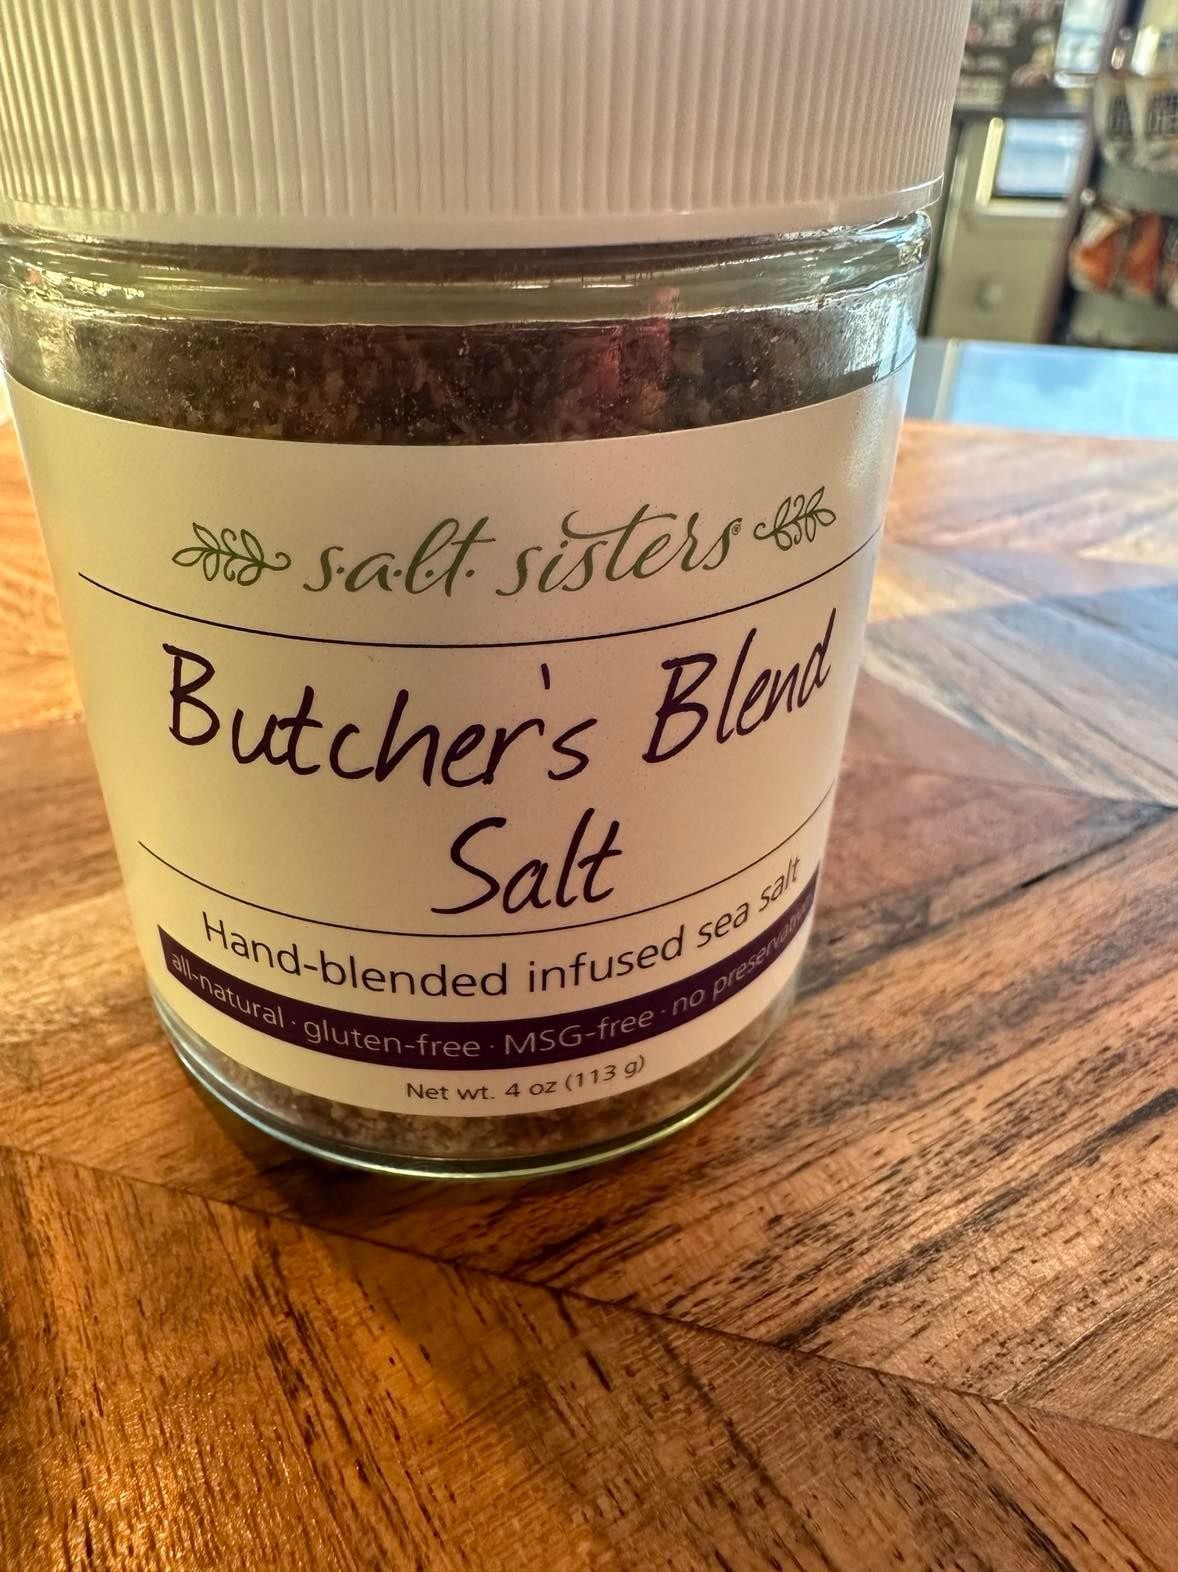 s·a·l·t· sisters®
Butcher's Blend
Salt
Hand-blended infused sea salt
all-natural · gluten-free · MSG-free · no
Net wt. 4 oz (113 g)